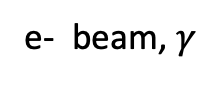 e-  beam, γ